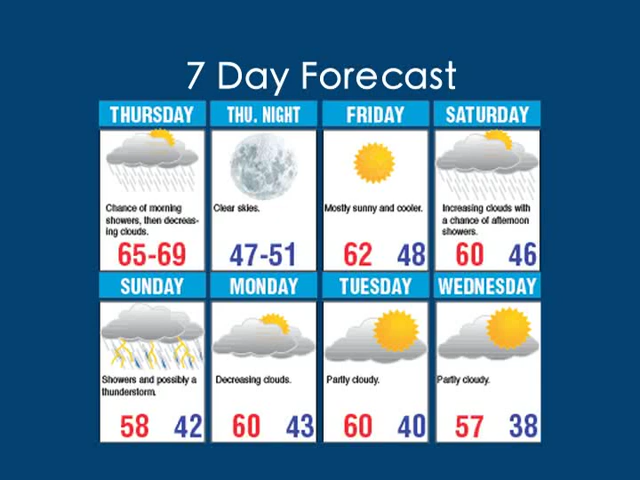 7 Day Forecast
THURSDAY
Chance of morning
showers, then decreas-
ing clouds.
65-69
THU. NIGHT
Clear skies.
47-51
FRIDAY
Mostly sunny and cooler.
62 48
SATURDAY
Increasing clouds with
a chance of afternoon
showers.
60 46
SUNDAY
Showers and possibly a
thunderstorm.
58 42
MONDAY
Decreasing clouds.
60 43
TUESDAY
Partly cloudy.
60 40
WEDNESDAY
Partly cloudy.
57 38